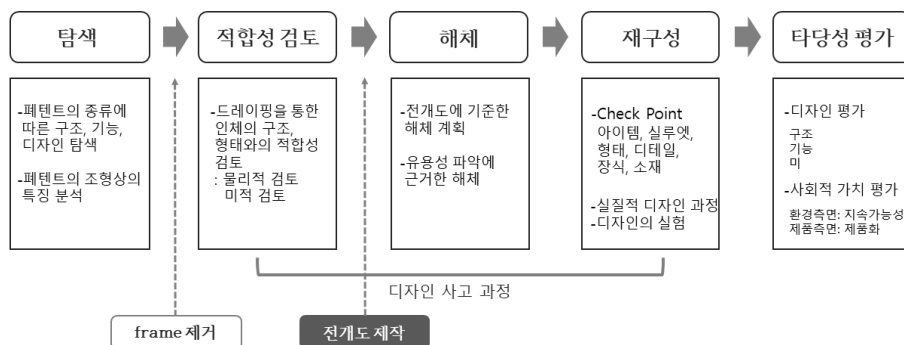 탐색
적합성 검토
해체
재구성
타당성 평가
-폐텐트의 종류에
따른 구조, 기능,
디자인 탐색
-폐텐트의 조형상의
특징 분석
-드레이핑을 통한
인체의 구조,
형태와의 적합성
검토
: 물리적 검토
미적 검토
-전개도에 기준한
해체 계획
-유용성 파악에
근거한 해체
-Check Point
아이템, 실루엣,
형태, 디테일,
장식, 소재
-실질적 디자인 과정
-디자인의 실험
-디자인 평가
구조
기능
미
-사회적 가치 평가
환경측면: 지속가능성
제품측면: 제품화
디자인 사고 과정
frame 제거
전개도 제작